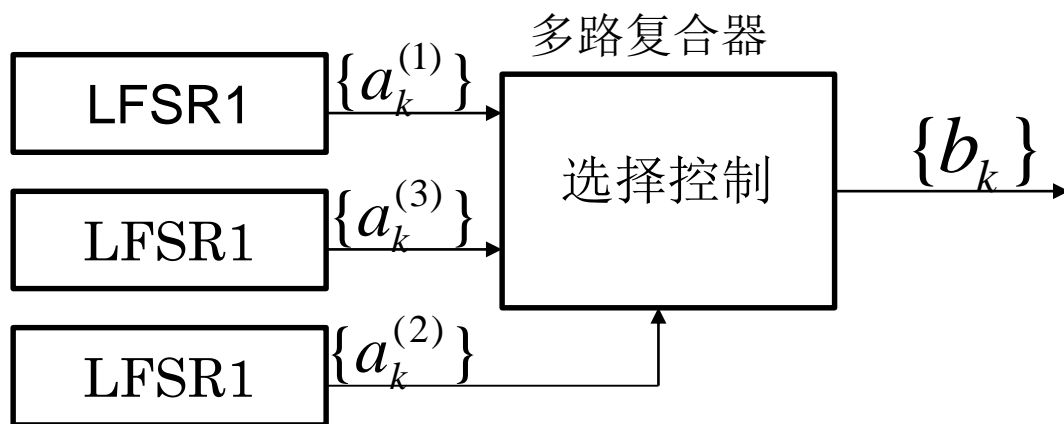 多路复合器
LFSR1
{a_k^{(1)}}
选择控制
{b_k}
LFSR1
{a_k^{(3)}}
LFSR1
{a_k^{(2)}}